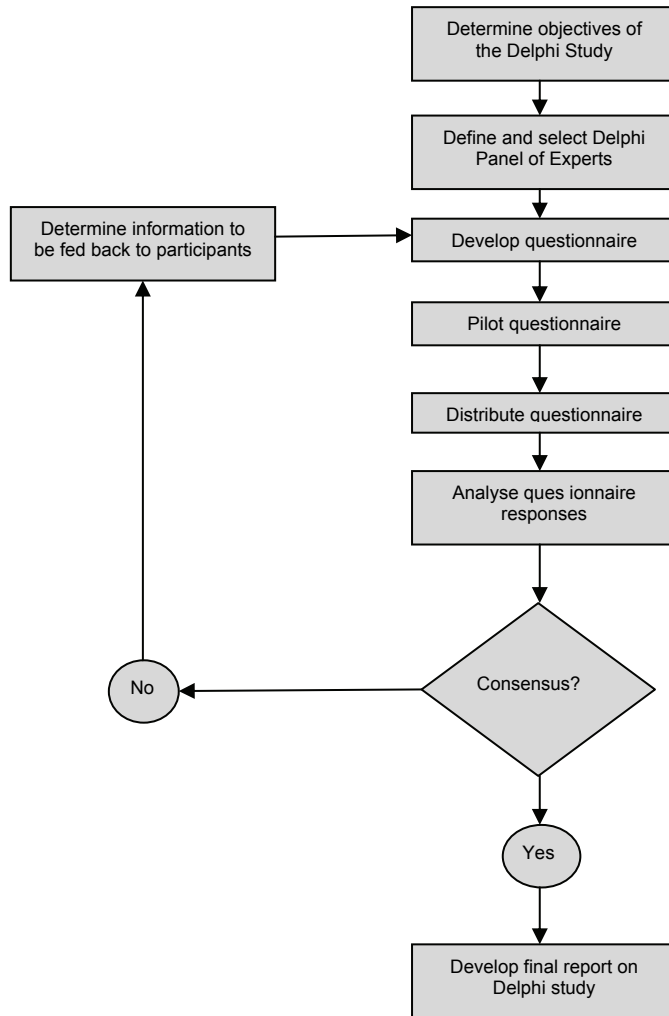 Determine objectives of
the Delphi Study
Define and select Delphi
Panel of Experts
Determine information to
be fed back to participants
Develop questionnaire
Pilot questionnaire
Distribute questionnaire
Analyse ques ionnaire
responses
Consensus?
No
Yes
Develop final report on
Delphi study